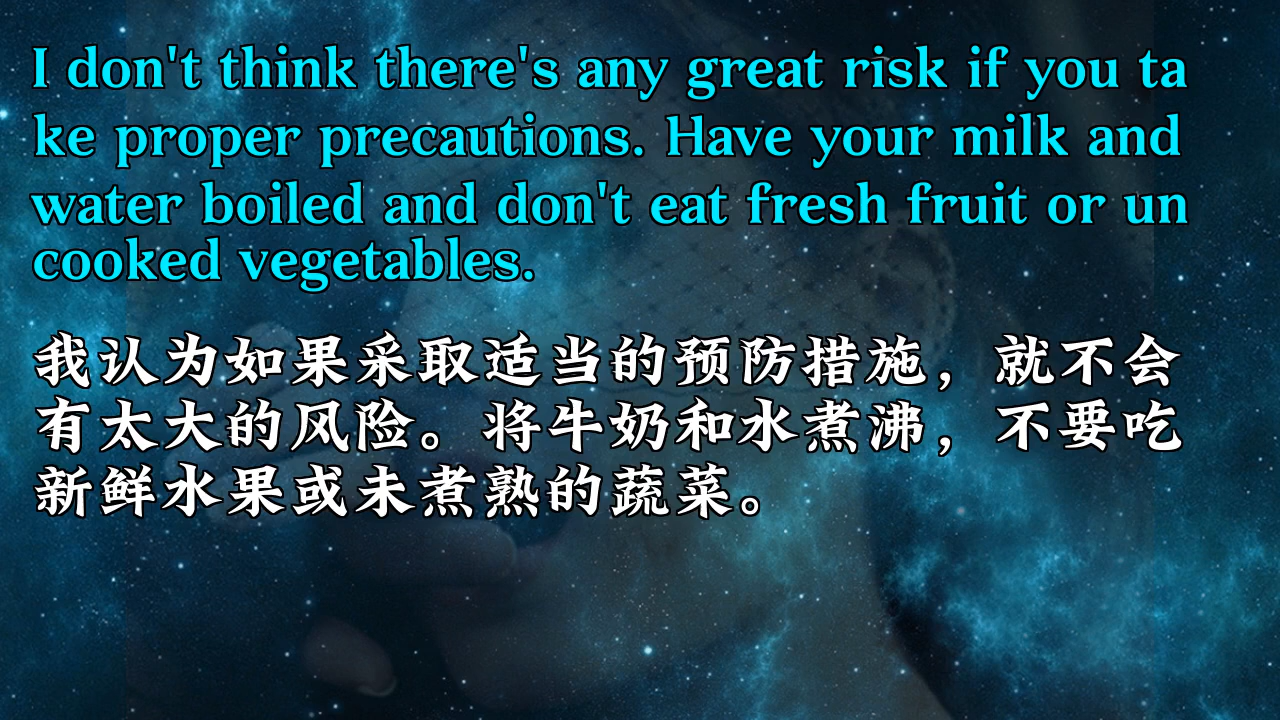 I don't think there's any great risk if you ta
ke proper precautions. Have your milk and
water boiled and don't eat fresh fruit or un
cooked vegetables.
我认为如果采取适当的预防措施，就不会
有太大的风险。将牛奶和水煮沸，不要吃
新鲜水果或未煮熟的蔬菜。